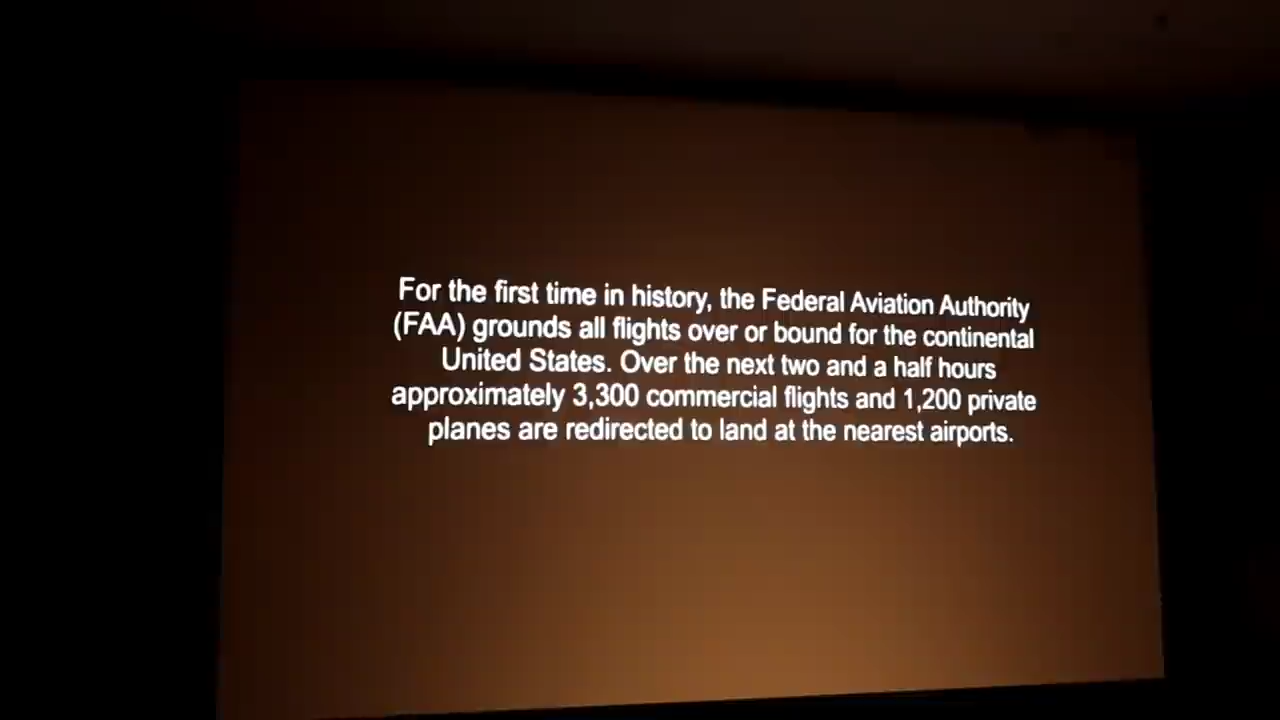 For the first time in history, the Federal Aviation Authority
(FAA) grounds all flights over or bound for the continental
United States. Over the next two and a half hours
approximately 3,300 commercial flights and 1,200 private
planes are redirected to land at the nearest airports.